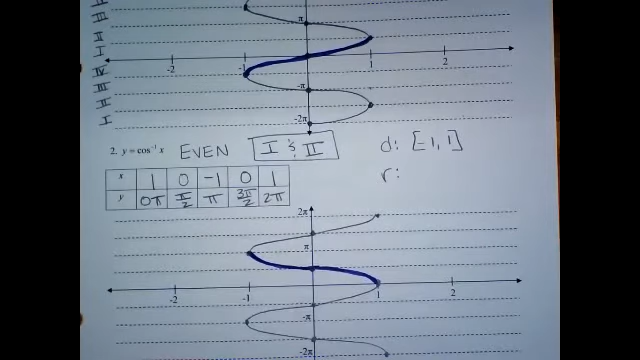 III
π
II
I
-2
-1
1
2
IV
III
-π
II
I
-2π
2. y = cos⁻¹ x EVEN I & II d: [-1, 1]
r:
x 1 0 -1 0 1
y 0π π/2 π 3π/2 2π
2π
π
-2 -1 1 2
-π
-2π